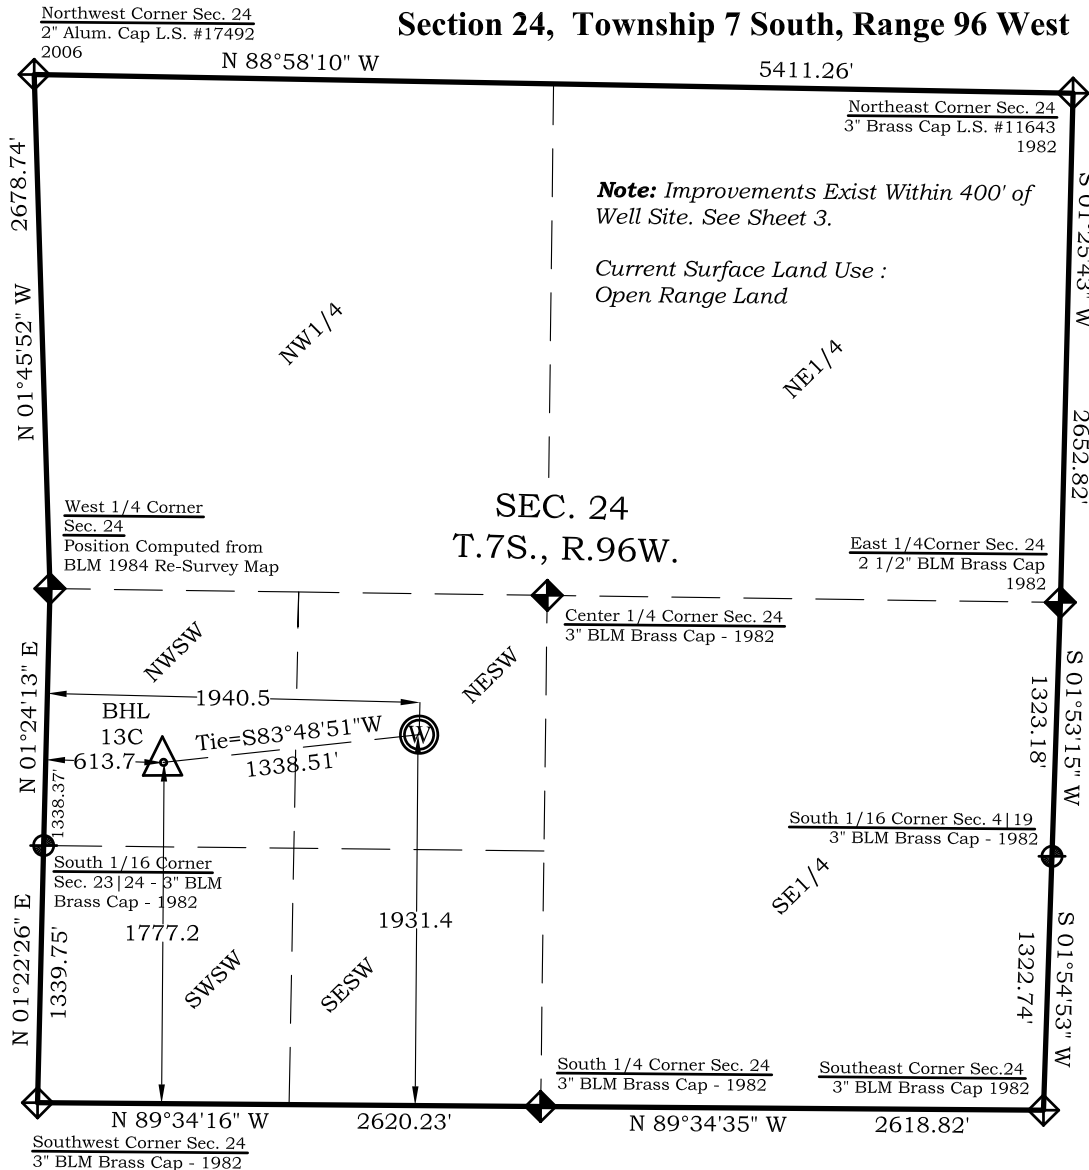 Northwest Corner Sec. 24
2" Alum. Cap L.S. #17492
2006
Section 24, Township 7 South, Range 96 West
N 88°58'10" W
5411.26'
Northeast Corner Sec. 24
3" Brass Cap L.S. #11643
1982
2678.74'
N 01°45'52" W
S 01°25'43" W
2652.82'
Note: Improvements Exist Within 400' of
Well Site. See Sheet 3.
Current Surface Land Use :
Open Range Land
NW1/4
NE1/4
SEC. 24
T.7S., R.96W.
West 1/4 Corner
Sec. 24
Position Computed from
BLM 1984 Re-Survey Map
East 1/4Corner Sec. 24
2 1/2" BLM Brass Cap
1982
Center 1/4 Corner Sec. 24
3" BLM Brass Cap - 1982
NWSW
NESW
N 01°24'13" E
1338.37'
1940.5
BHL
13C
Tie=S83°48'51"W
1338.51'
W
613.7
1323.18'
S 01°53'15" W
South 1/16 Corner Sec. 4|19
3" BLM Brass Cap - 1982
South 1/16 Corner
Sec. 23|24 - 3" BLM
Brass Cap - 1982
SE1/4
1777.2
1931.4
N 01°22'26" E
1339.75'
SWSW
SESW
1322.74'
S 01°54'53" W
South 1/4 Corner Sec. 24
3" BLM Brass Cap - 1982
Southeast Corner Sec.24
3" BLM Brass Cap 1982
N 89°34'16" W
2620.23'
N 89°34'35" W
2618.82'
Southwest Corner Sec. 24
3" BLM Brass Cap - 1982